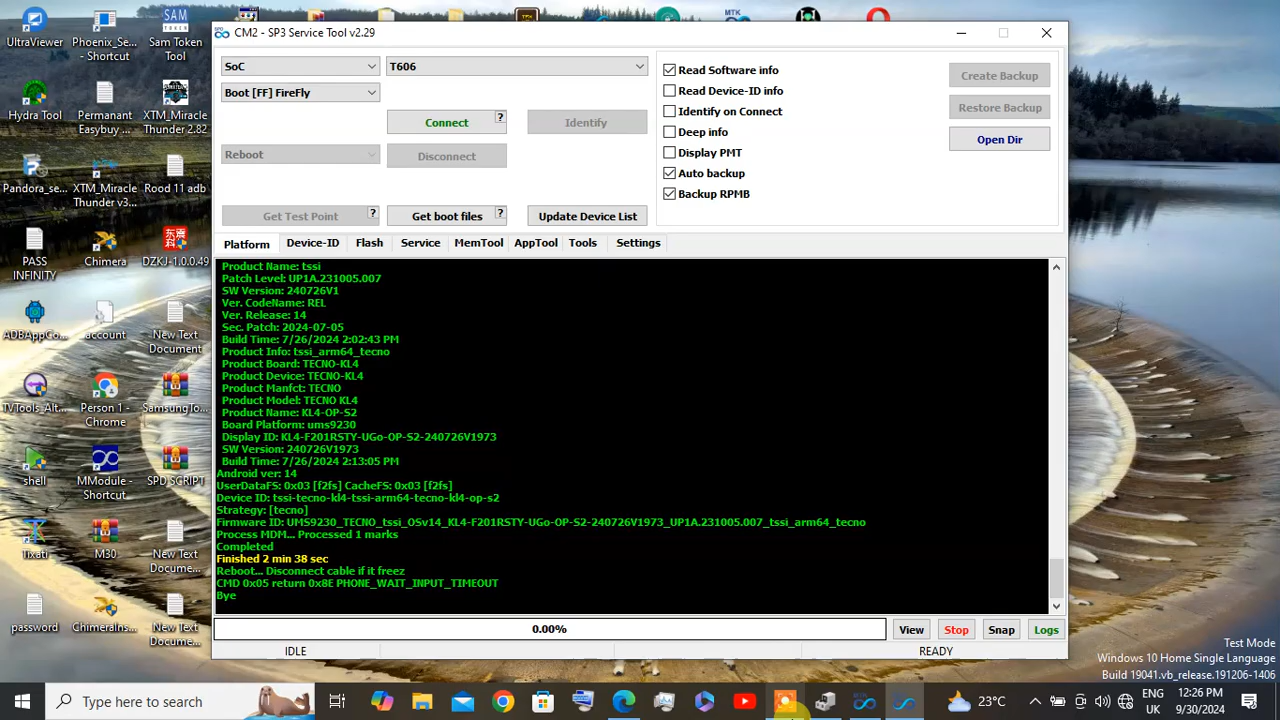 UltraViewer
Phoenix_Se...
- Shortcut
Sam Token
Tool
Hydra Tool
Permanant
Easybuy ...
XTM_Miracle
Thunder 2.82
Pandora_se...
XTM_Miracle
Thunder v3...
Rood 11 adb
PASS
INFINITY
Chimera
DZKJ-1.0.0.49
ADBAppCo...
account
New Text
Document
TVTools_Alt...
Person 1 -
Chrome
SamsungTo...
shell
MModule -
Shortcut
SPD SCRIPT
Tixati
M30
New Text
Docume...
password
ChimeraIns...
New Text
Docume...
SAM
TOKEN
MTK
CM2 - SP3 Service Tool v2.29
SoC
T606
Boot [FF] FireFly
Connect
?
Identify
Reboot
Disconnect
Get Test Point
?
Get boot files
?
Update Device List
Read Software info
Read Device-ID info
Identify on Connect
Deep info
Display PMT
Auto backup
Backup RPMB
Create Backup
Restore Backup
Open Dir
Platform
Device-ID
Flash
Service
MemTool
AppTool
Tools
Settings
Product Name: tssi
Patch Level: UP1A.231005.007
SW Version: 240726V1
Ver. CodeName: REL
Ver. Release: 14
Sec. Patch: 2024-07-05
Build Time: 7/26/2024 2:02:43 PM
Product Info: tssi_arm64_tecno
Product Board: TECNO-KL4
Product Device: TECNO-KL4
Product Manfct: TECNO
Product Model: TECNO KL4
Product Name: KL4-OP-S2
Board Platform: ums9230
Display ID: KL4-F201RSTY-UGo-OP-S2-240726V1973
SW Version: 240726V1973
Build Time: 7/26/2024 2:13:05 PM
Android ver: 14
UserDataFS: 0x03 [f2fs] CacheFS: 0x03 [f2fs]
Device ID: tssi-tecno-kl4-tssi-arm64-tecno-kl4-op-s2
Strategy: [tecno]
Firmware ID: UMS9230_TECNO_tssi_OSv14_KL4-F201RSTY-UGo-OP-S2-240726V1973_UP1A.231005.007_tssi_arm64_tecno
Process MDM... Processed 1 marks
Completed
Finished 2 min 38 sec
Reboot... Disconnect cable if it freez
CMD 0x05 return 0x8E PHONE_WAIT_INPUT_TIMEOUT
Bye
0.00%
View
Stop
Snap
Logs
IDLE
READY
Test Mode
Windows 10 Home Single Language
Build 19041.vb_release.191206-1406
Type here to search
23°C
ENG
UK
12:26 PM
9/30/2024